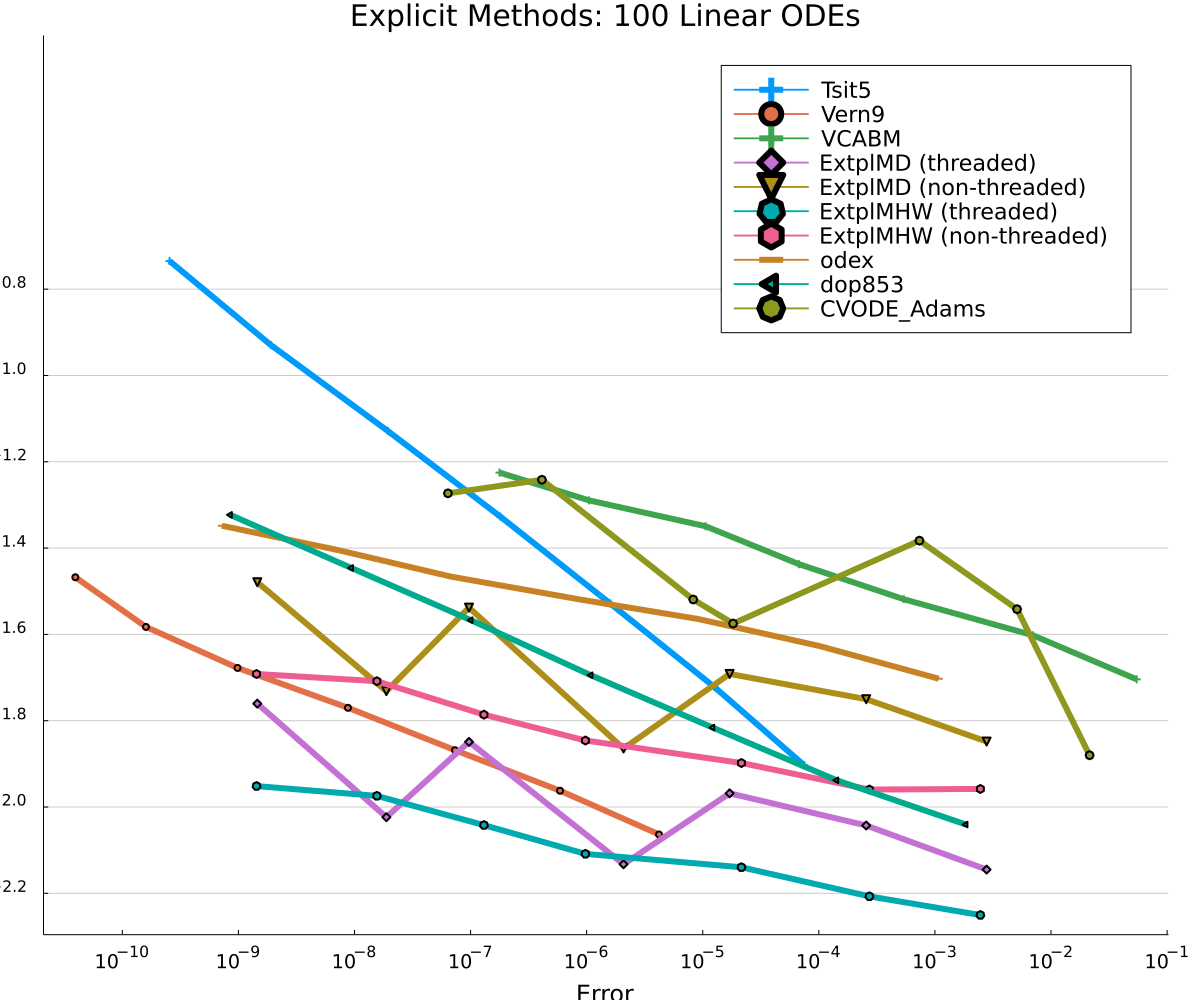 Explicit Methods: 100 Linear ODEs
Tsit5
Vern9
VCABM
ExtplMD (threaded)
ExtplMD (non-threaded)
ExtplMHW (threaded)
ExtplMHW (non-threaded)
odex
dop853
CVODE_Adams
0.8
1.0
1.2
1.4
1.6
1.8
2.0
2.2
10⁻¹⁰ 10⁻⁹ 10⁻⁸ 10⁻⁷ 10⁻⁶ 10⁻⁵ 10⁻⁴ 10⁻³ 10⁻² 10⁻¹
Error